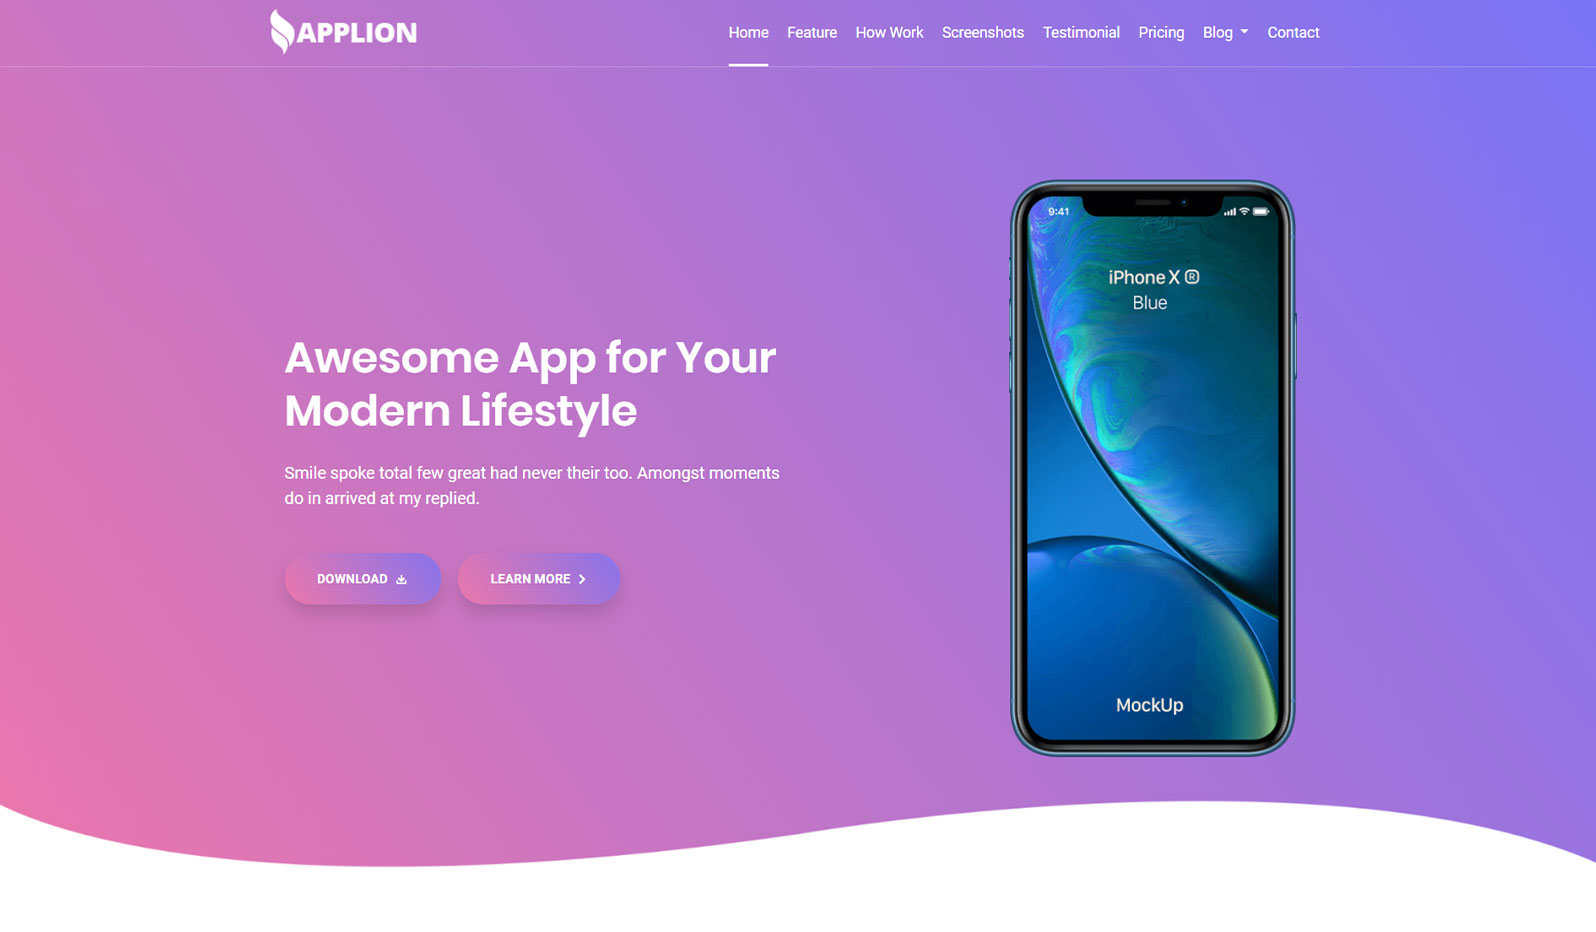 APPLION
Home Feature How Work Screenshots Testimonial Pricing Blog Contact
9:41
iPhone X R
Blue
Awesome App for Your
Modern Lifestyle
Smile spoke total few great had never their too. Amongst moments
do in arrived at my replied.
DOWNLOAD LEARN MORE
MockUp